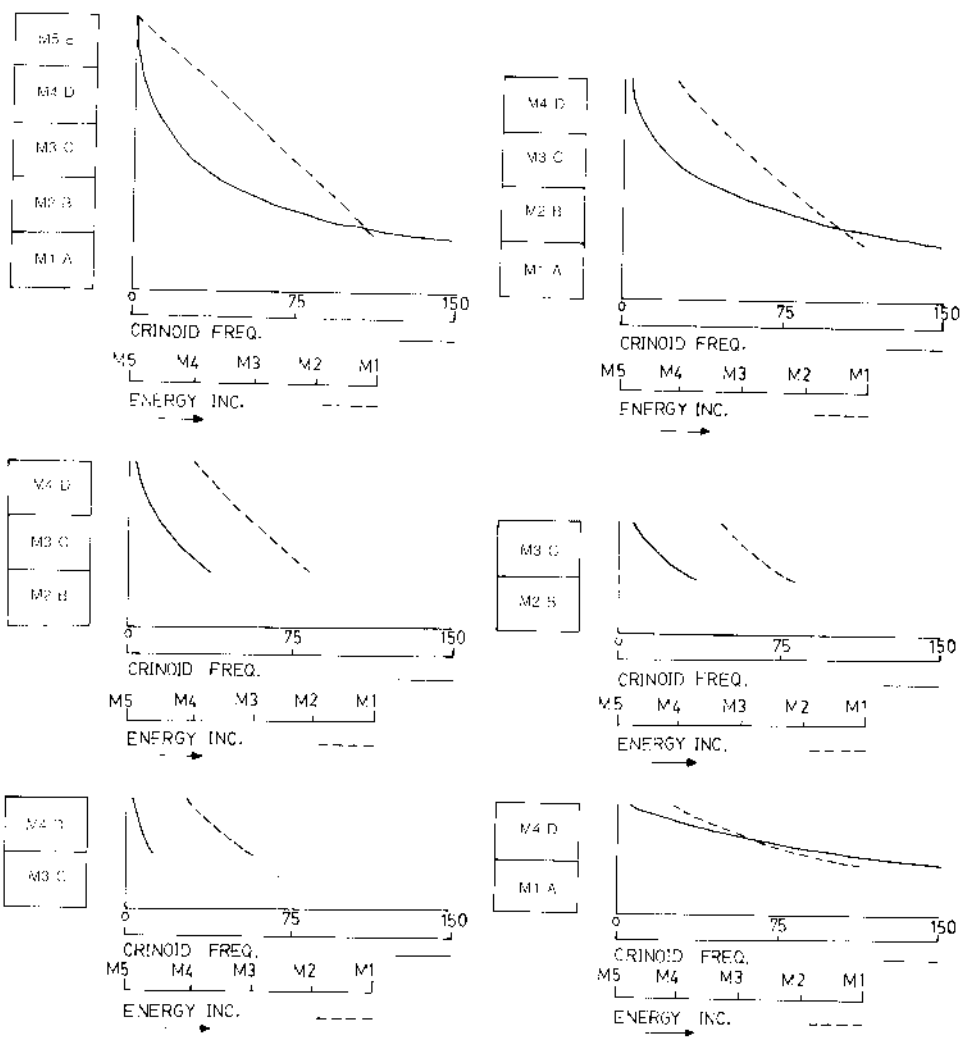 M5 E
M4 D
M3 C
M2 B
M1 A
0 75 150
CRINOID FREQ.
M5 M4 M3 M2 M1
ENERGY INC.
M4 D
M3 C
M2 B
M1 A
0 75 150
CRINOID FREQ.
M5 M4 M3 M2 M1
ENERGY INC.
M4 D
M3 C
M2 B
0 75 150
CRINOID FREQ.
M5 M4 M3 M2 M1
ENERGY INC.
M3 C
M2 B
0 75 150
CRINOID FREQ.
M5 M4 M3 M2 M1
ENERGY INC.
M4 D
M3 C
0 75 150
CRINOID FREQ.
M5 M4 M3 M2 M1
ENERGY INC.
M4 D
M1 A
0 75 150
CRINOID FREQ.
M5 M4 M3 M2 M1
ENERGY INC.